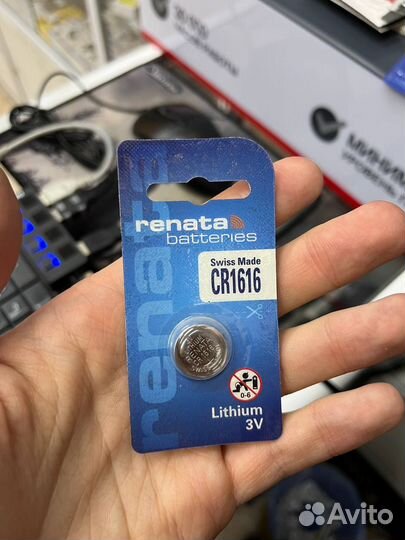 renata
batteries
Swiss Made
CR1616
renata
0-6
Lithium
3V
Avito